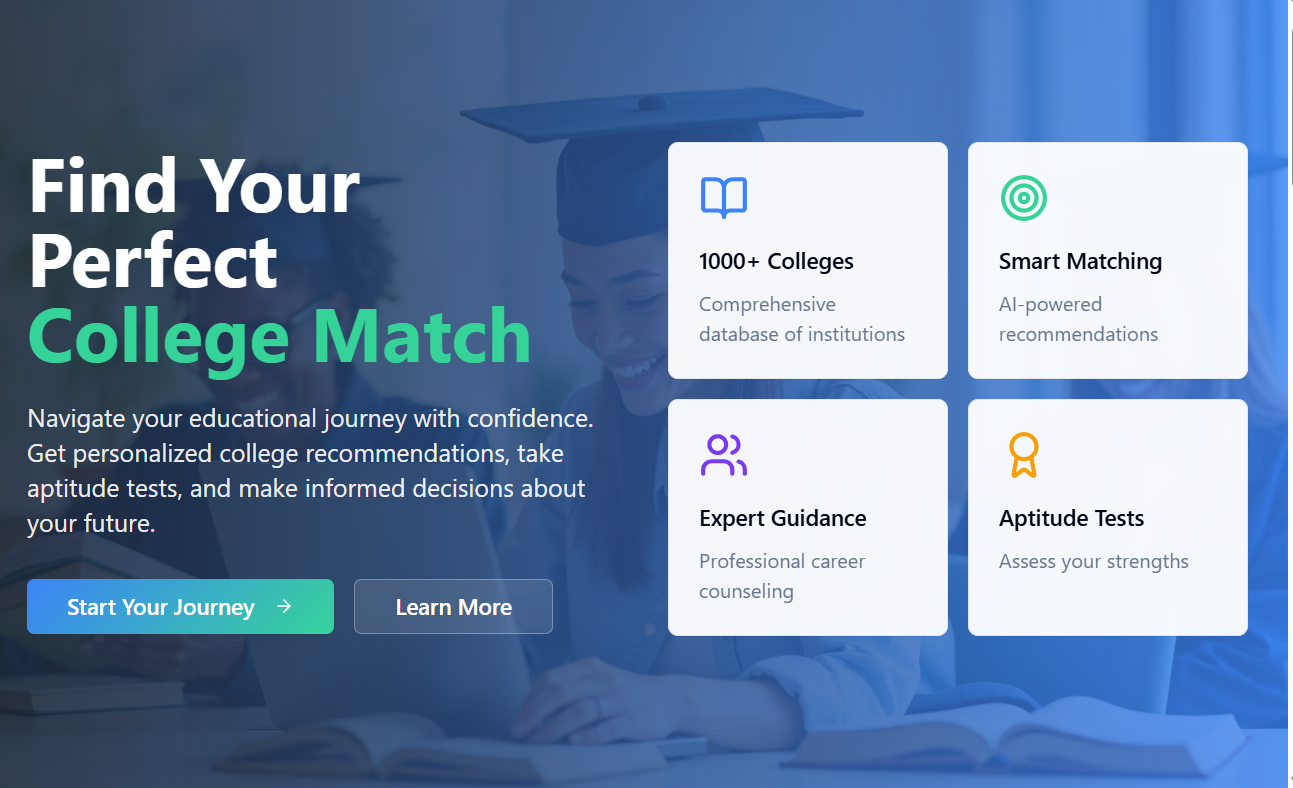 Find Your
Perfect
College Match
Navigate your educational journey with confidence.
Get personalized college recommendations, take
aptitude tests, and make informed decisions about
your future.
Start Your Journey →
Learn More
1000+ Colleges
Comprehensive
database of institutions
Smart Matching
AI-powered
recommendations
Expert Guidance
Professional career
counseling
Aptitude Tests
Assess your strengths